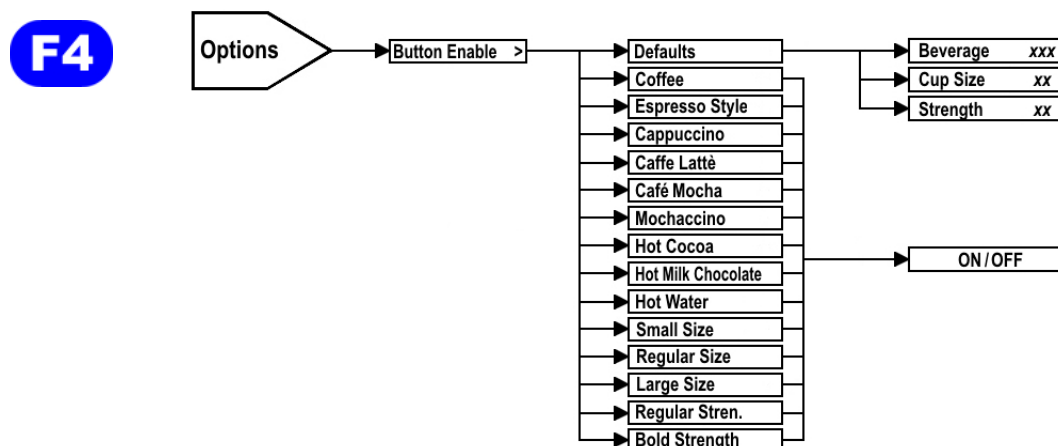 F4
Options
Button Enable >
Defaults
Coffee
Espresso Style
Cappuccino
Caffe Lattè
Café Mocha
Mochaccino
Hot Cocoa
Hot Milk Chocolate
Hot Water
Small Size
Regular Size
Large Size
Regular Stren.
Bold Strength
Beverage xxx
Cup Size xx
Strength xx
ON/OFF